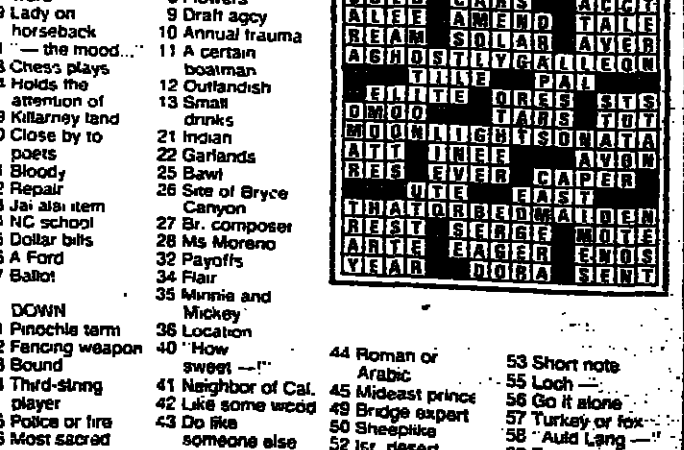 Lady on
horseback
"— the mood..."
Chess plays
Holds the
attention of
Killarney land
Close by to
poets
Bloody
Repair
Jai alai item
NC school
Dollar bills
A Ford
Ballot
DOWN
Pinochle term
Fencing weapon
Bound
Third-string
player
Police or fire
Most sacred
9 Draft agcy
10 Annual trauma
11 A certain
boatman
12 Outlandish
13 Small
drinks
21 Indian
22 Garlands
25 Bawl
26 Site of Bryce
Canyon
27 Br. composer
28 Ms Moreno
32 Payoffs
34 Flair
35 Minnie and
Mickey
36 Location
40 "How
sweet —!"
41 Neighbor of Cal.
42 Like some wood
43 Do like
someone else
ALEE AMEND TALE
REAM SOLAR AVER
AGHOSTLYGALLEON
TILE PAL
ELITE ORES STS
OMOO TARS TUT
MOONLIGHTSONATA
ATT INEE AVON
RES EVER CAPER
UTE EAST
THATORBEDMAIDEN
REST SERGE MOTE
ARTE EAGER ENOS
YEAR DORA SENT
44 Roman or
Arabic
45 Mideast prince
49 Bridge expert
50 Sheeplike
52 Isr. desert
53 Short note
55 Loch —
56 Go it alone
57 Turkey or fox
58 "Auld Lang —"